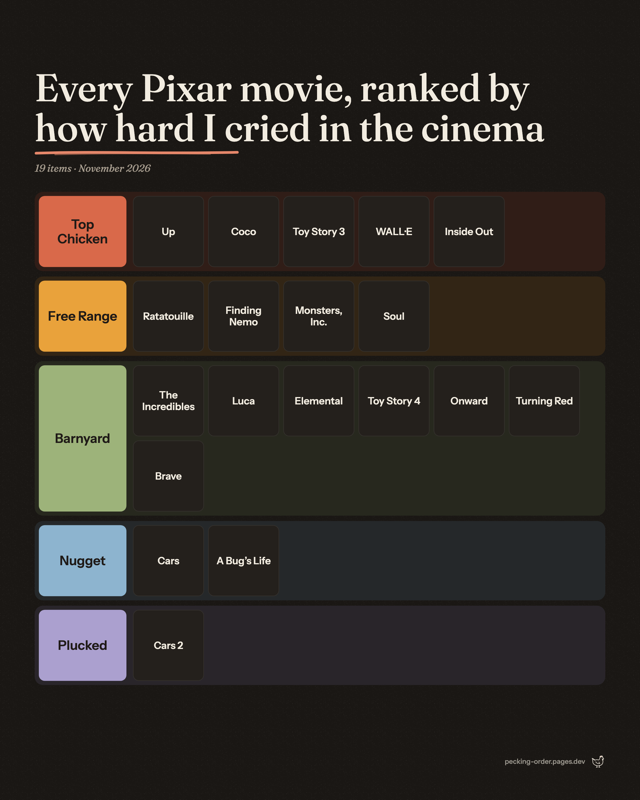 Every Pixar movie, ranked by
how hard I cried in the cinema
19 items · November 2026
Top
Chicken
Up
Coco
Toy Story 3
WALL·E
Inside Out
Free Range
Ratatouille
Finding
Nemo
Monsters,
Inc.
Soul
Barnyard
The
Incredibles
Luca
Elemental
Toy Story 4
Onward
Turning Red
Brave
Nugget
Cars
A Bug's Life
Plucked
Cars 2
pecking-order.pages.dev